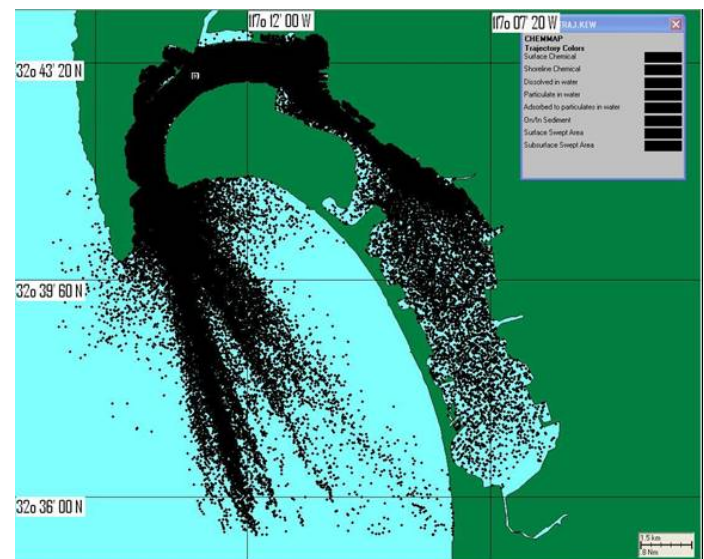 117o 12' 00 W
117o 07' 20 W
TRAJ.KEW
32o 43' 20 N
CHEMMAP
Trajectory Colors
Surface Chemical
Shoreline Chemical
Dissolved in water
Particulate in water
Adsorbed to particulates in water
On/In Sediment
Surface Swept Area
Subsurface Swept Area
32o 39' 60 N
32o 36' 00 N
1.5 km
.8 Nm